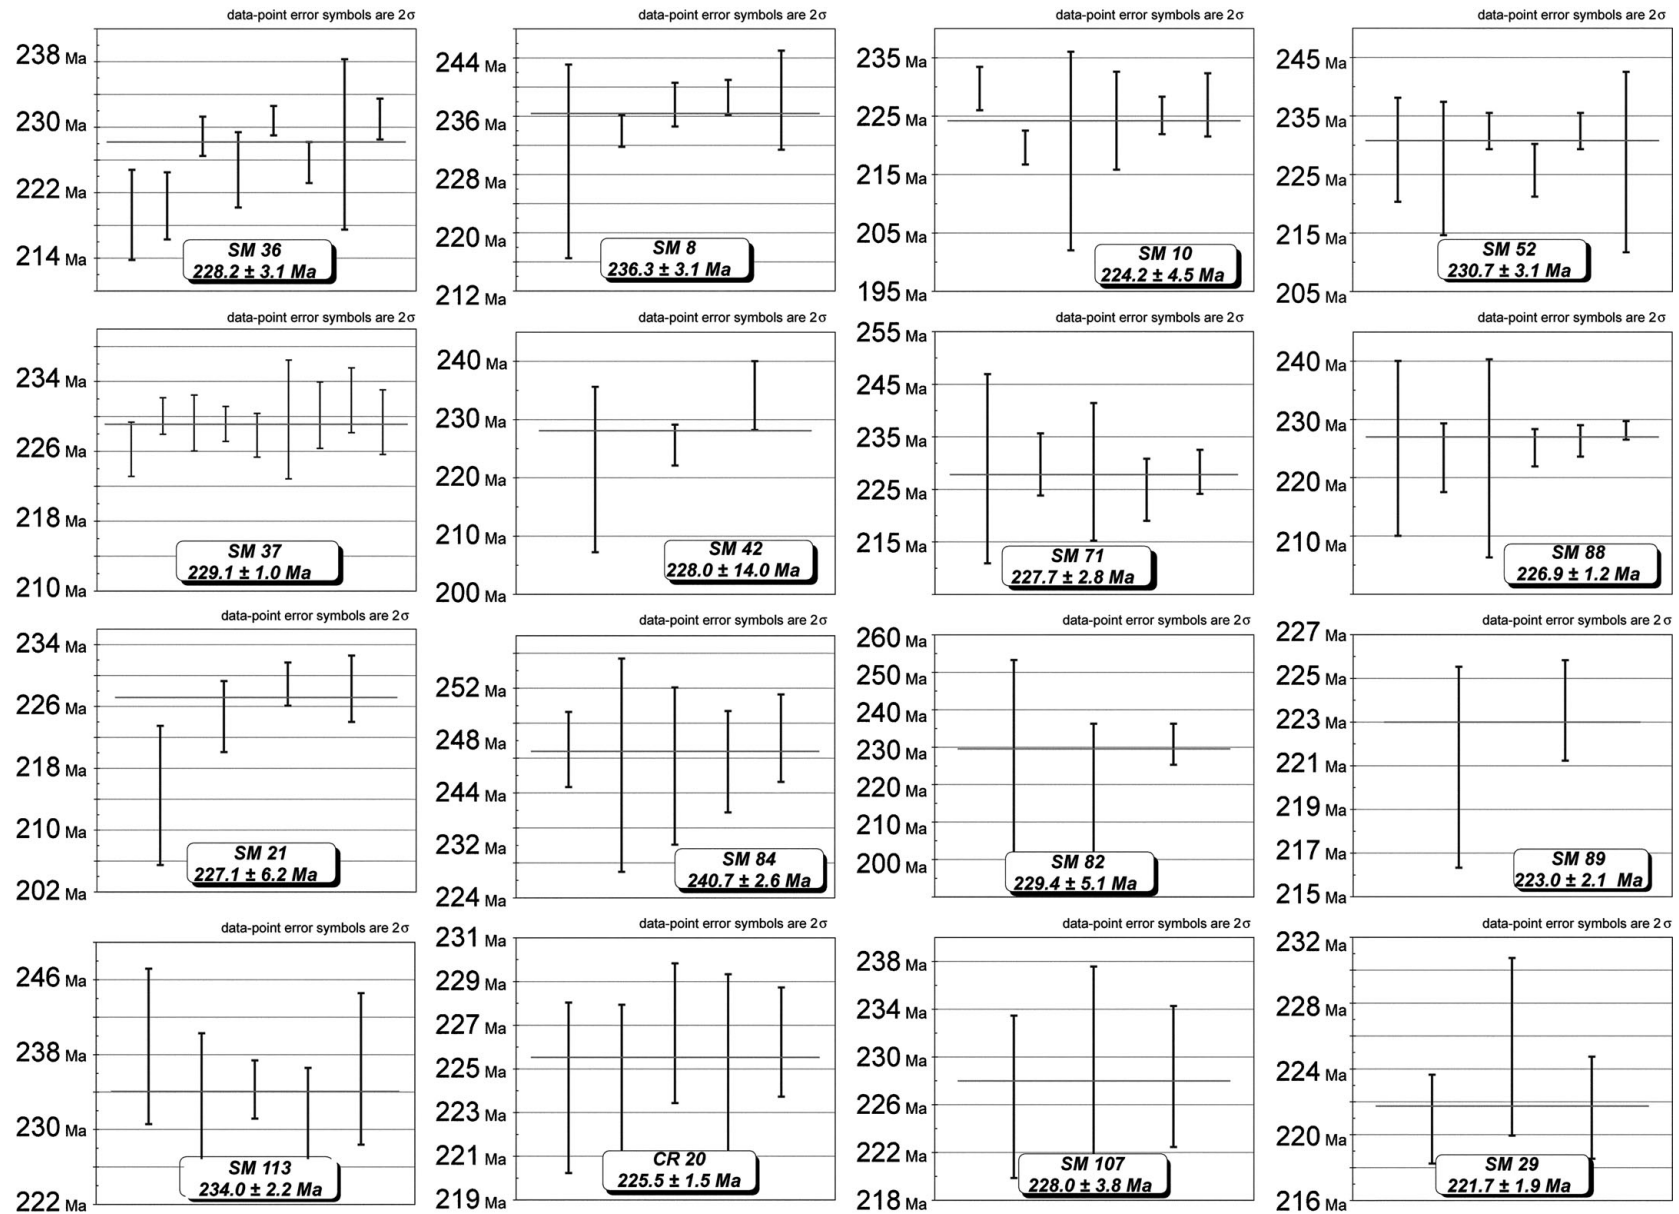 data-point error symbols are 2σ
238 Ma
230 Ma
222 Ma
214 Ma
SM 36
228.2 ± 3.1 Ma
data-point error symbols are 2σ
244 Ma
236 Ma
228 Ma
220 Ma
212 Ma
SM 8
236.3 ± 3.1 Ma
data-point error symbols are 2σ
235 Ma
225 Ma
215 Ma
205 Ma
195 Ma
SM 10
224.2 ± 4.5 Ma
data-point error symbols are 2σ
245 Ma
235 Ma
225 Ma
215 Ma
205 Ma
SM 52
230.7 ± 3.1 Ma
data-point error symbols are 2σ
234 Ma
226 Ma
218 Ma
210 Ma
SM 37
229.1 ± 1.0 Ma
data-point error symbols are 2σ
240 Ma
230 Ma
220 Ma
210 Ma
200 Ma
SM 42
228.0 ± 14.0 Ma
data-point error symbols are 2σ
255 Ma
245 Ma
235 Ma
225 Ma
215 Ma
SM 71
227.7 ± 2.8 Ma
data-point error symbols are 2σ
240 Ma
230 Ma
220 Ma
210 Ma
SM 88
226.9 ± 1.2 Ma
data-point error symbols are 2σ
234 Ma
226 Ma
218 Ma
210 Ma
202 Ma
SM 21
227.1 ± 6.2 Ma
data-point error symbols are 2σ
252 Ma
248 Ma
244 Ma
232 Ma
224 Ma
SM 84
240.7 ± 2.6 Ma
data-point error symbols are 2σ
260 Ma
250 Ma
240 Ma
230 Ma
220 Ma
210 Ma
200 Ma
SM 82
229.4 ± 5.1 Ma
data-point error symbols are 2σ
227 Ma
225 Ma
223 Ma
221 Ma
219 Ma
217 Ma
215 Ma
SM 89
223.0 ± 2.1 Ma
data-point error symbols are 2σ
246 Ma
238 Ma
230 Ma
222 Ma
SM 113
234.0 ± 2.2 Ma
data-point error symbols are 2σ
231 Ma
229 Ma
227 Ma
225 Ma
223 Ma
221 Ma
219 Ma
CR 20
225.5 ± 1.5 Ma
data-point error symbols are 2σ
238 Ma
234 Ma
230 Ma
226 Ma
222 Ma
218 Ma
SM 107
228.0 ± 3.8 Ma
data-point error symbols are 2σ
232 Ma
228 Ma
224 Ma
220 Ma
216 Ma
SM 29
221.7 ± 1.9 Ma